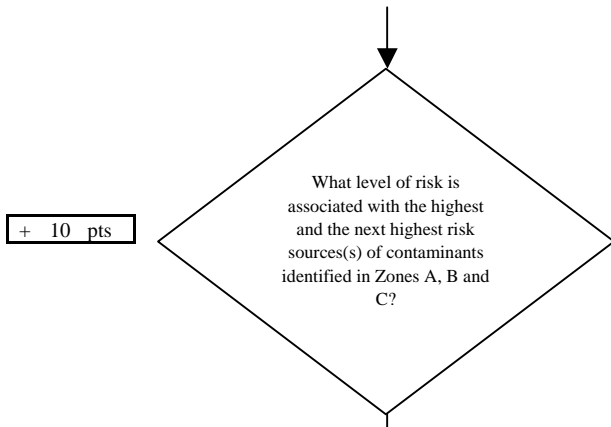 What level of risk is
associated with the highest
and the next highest risk
sources(s) of contaminants
identified in Zones A, B and
C?
+ 10 pts